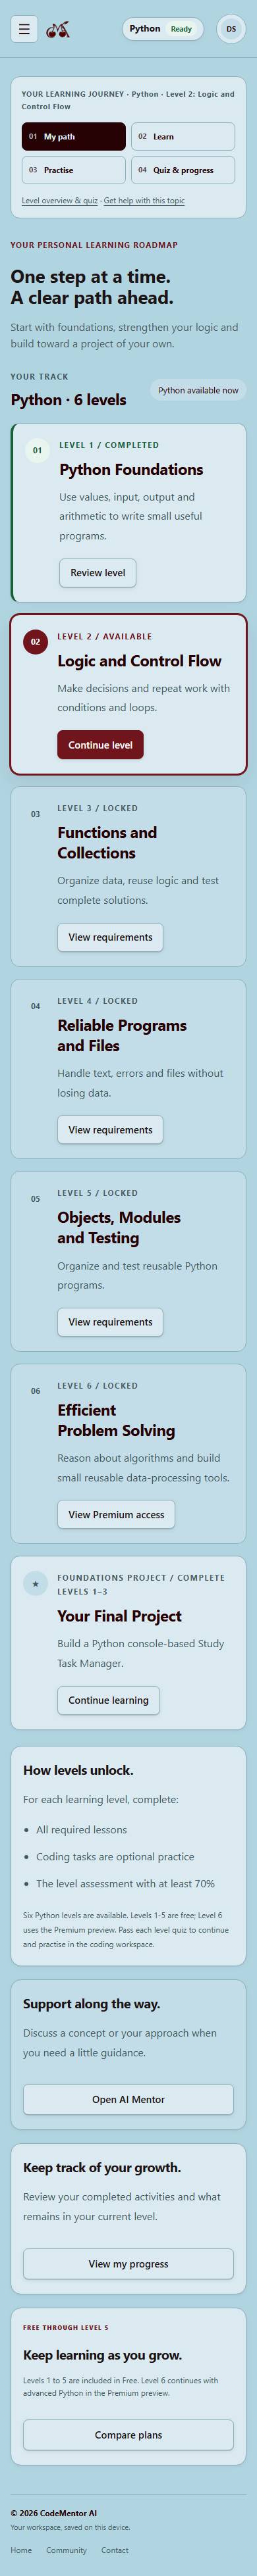 Python Ready DS
YOUR LEARNING JOURNEY · Python · Level 2: Logic and
Control Flow
01 My path
02 Learn
03 Practise
04 Quiz & progress
Level overview & quiz · Get help with this topic
YOUR PERSONAL LEARNING ROADMAP
One step at a time.
A clear path ahead.
Start with foundations, strengthen your logic and
build toward a project of your own.
YOUR TRACK
Python · 6 levels
Python available now
01
LEVEL 1 / COMPLETED
Python Foundations
Use values, input, output and
arithmetic to write small useful
programs.
Review level
02
LEVEL 2 / AVAILABLE
Logic and Control Flow
Make decisions and repeat work with
conditions and loops.
Continue level
03
LEVEL 3 / LOCKED
Functions and
Collections
Organize data, reuse logic and test
complete solutions.
View requirements
04
LEVEL 4 / LOCKED
Reliable Programs
and Files
Handle text, errors and files without
losing data.
View requirements
05
LEVEL 5 / LOCKED
Objects, Modules
and Testing
Organize and test reusable Python
programs.
View requirements
06
LEVEL 6 / LOCKED
Efficient
Problem Solving
Reason about algorithms and build
small reusable data-processing tools.
View Premium access
★
FOUNDATIONS PROJECT / COMPLETE
LEVELS 1–3
Your Final Project
Build a Python console-based Study
Task Manager.
Continue learning
How levels unlock.
For each learning level, complete:
• All required lessons
• Coding tasks are optional practice
• The level assessment with at least 70%
Six Python levels are available. Levels 1-5 are free; Level 6
uses the Premium preview. Pass each level quiz to continue
and practise in the coding workspace.
Support along the way.
Discuss a concept or your approach when
you need a little guidance.
Open AI Mentor
Keep track of your growth.
Review your completed activities and what
remains in your current level.
View my progress
FREE THROUGH LEVEL 5
Keep learning as you grow.
Levels 1 to 5 are included in Free. Level 6 continues with
advanced Python in the Premium preview.
Compare plans
© 2026 CodeMentor AI
Your workspace, saved on this device.
Home Community Contact